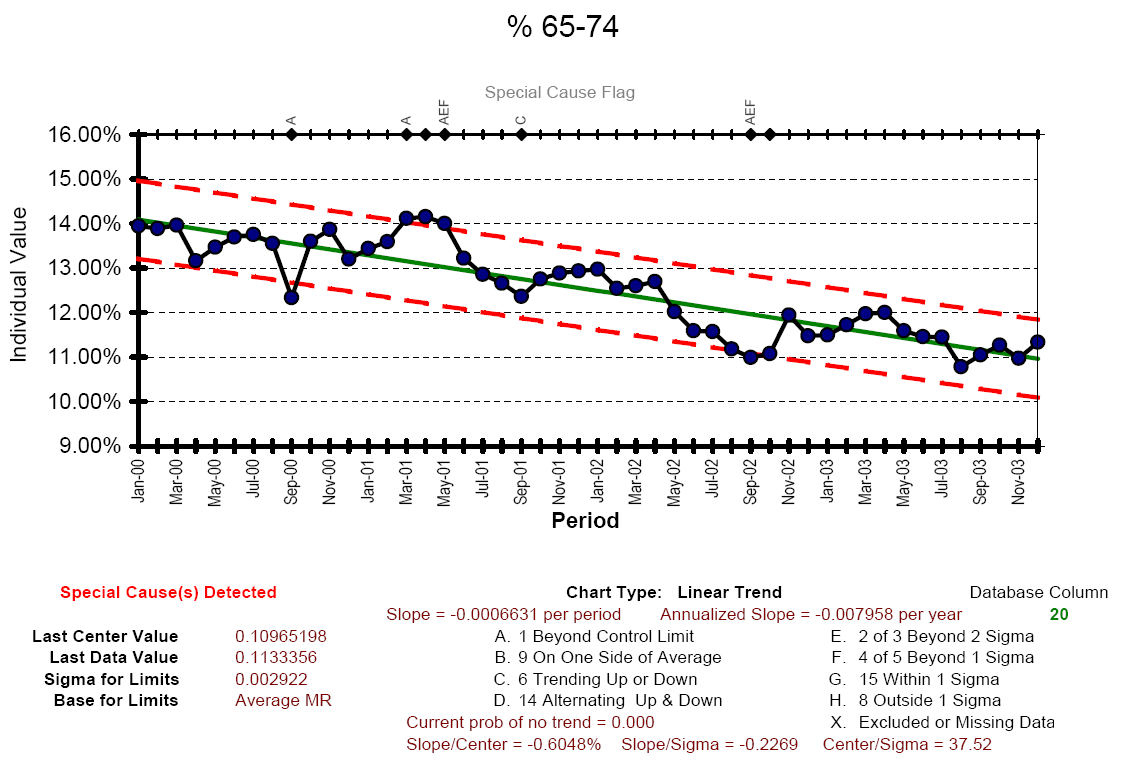 % 65-74
Special Cause Flag
A A AEF C AEF
16.00%
15.00%
14.00%
13.00%
12.00%
11.00%
10.00%
9.00%
Individual Value
Jan-00 Mar-00 May-00 Jul-00 Sep-00 Nov-00 Jan-01 Mar-01 May-01 Jul-01 Sep-01 Nov-01 Jan-02 Mar-02 May-02 Jul-02 Sep-02 Nov-02 Jan-03 Mar-03 May-03 Jul-03 Sep-03 Nov-03
Period
Special Cause(s) Detected Chart Type: Linear Trend Database Column
Slope = -0.0006631 per period Annualized Slope = -0.007958 per year 20
Last Center Value 0.10965198 A. 1 Beyond Control Limit E. 2 of 3 Beyond 2 Sigma
Last Data Value 0.1133356 B. 9 On One Side of Average F. 4 of 5 Beyond 1 Sigma
Sigma for Limits 0.002922 C. 6 Trending Up or Down G. 15 Within 1 Sigma
Base for Limits Average MR D. 14 Alternating Up & Down H. 8 Outside 1 Sigma
Current prob of no trend = 0.000 X. Excluded or Missing Data
Slope/Center = -0.6048% Slope/Sigma = -0.2269 Center/Sigma = 37.52